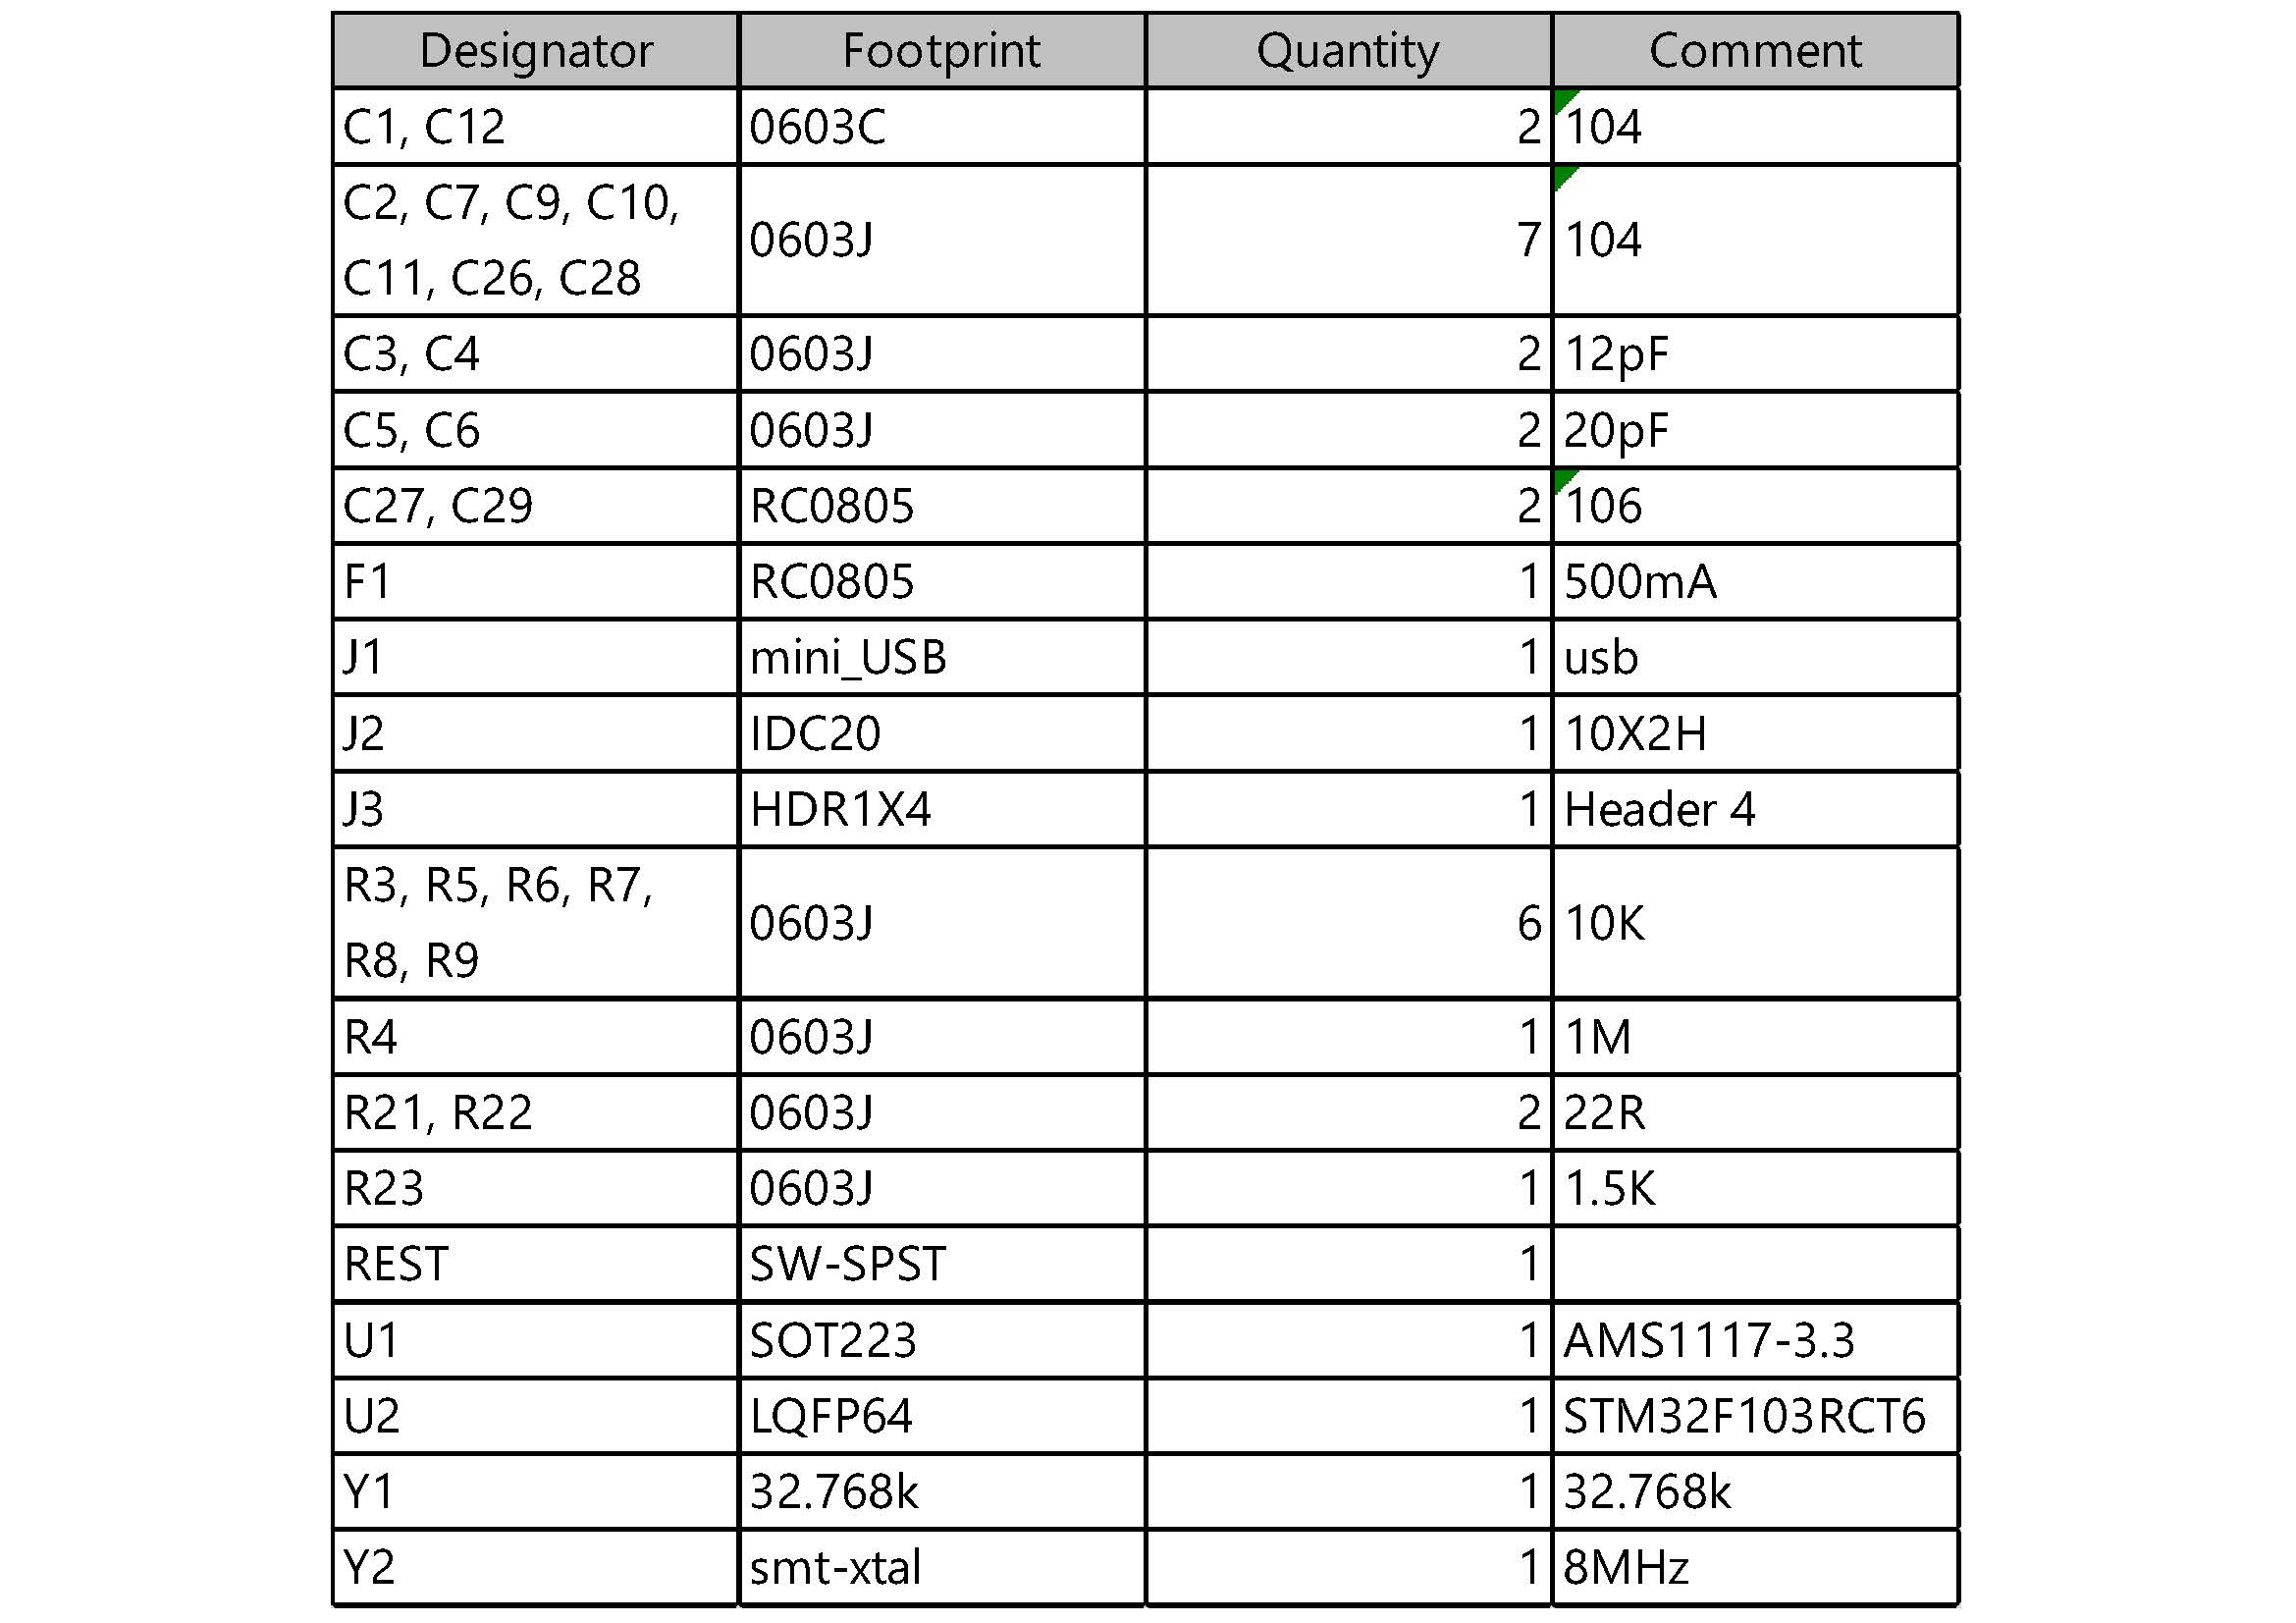 Designator Footprint Quantity Comment
C1, C12 0603C 2 104
C2, C7, C9, C10,
C11, C26, C28 0603J 7 104
C3, C4 0603J 2 12pF
C5, C6 0603J 2 20pF
C27, C29 RC0805 2 106
F1 RC0805 1 500mA
J1 mini_USB 1 usb
J2 IDC20 1 10X2H
J3 HDR1X4 1 Header 4
R3, R5, R6, R7,
R8, R9 0603J 6 10K
R4 0603J 1 1M
R21, R22 0603J 2 22R
R23 0603J 1 1.5K
REST SW-SPST 1
U1 SOT223 1 AMS1117-3.3
U2 LQFP64 1 STM32F103RCT6
Y1 32.768k 1 32.768k
Y2 smt-xtal 1 8MHz